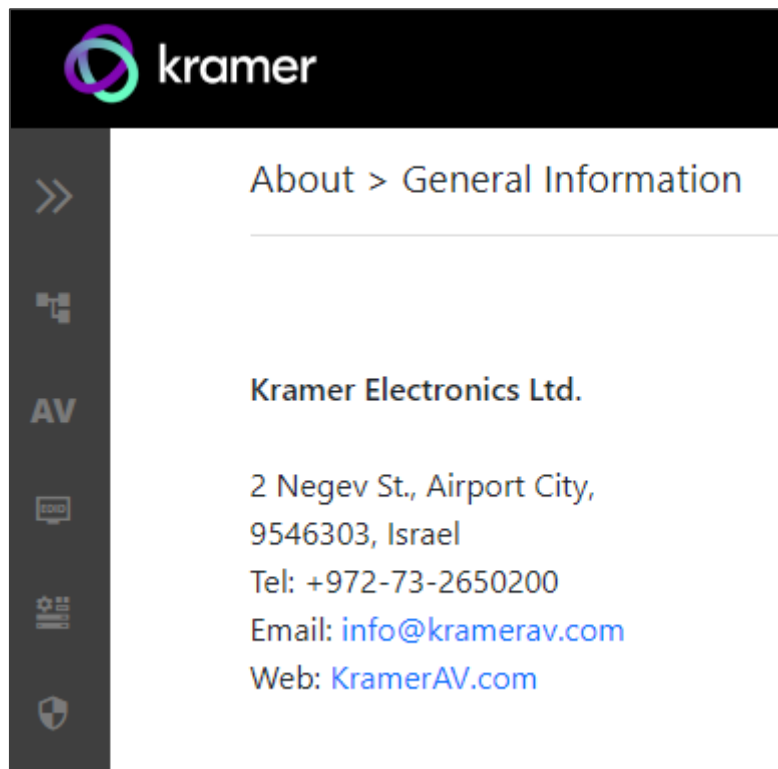 kramer
About > General Information
Kramer Electronics Ltd.
AV
2 Negev St., Airport City,
EDID
9546303, Israel
Tel: +972-73-2650200
Email: info@kramerav.com
Web: KramerAV.com